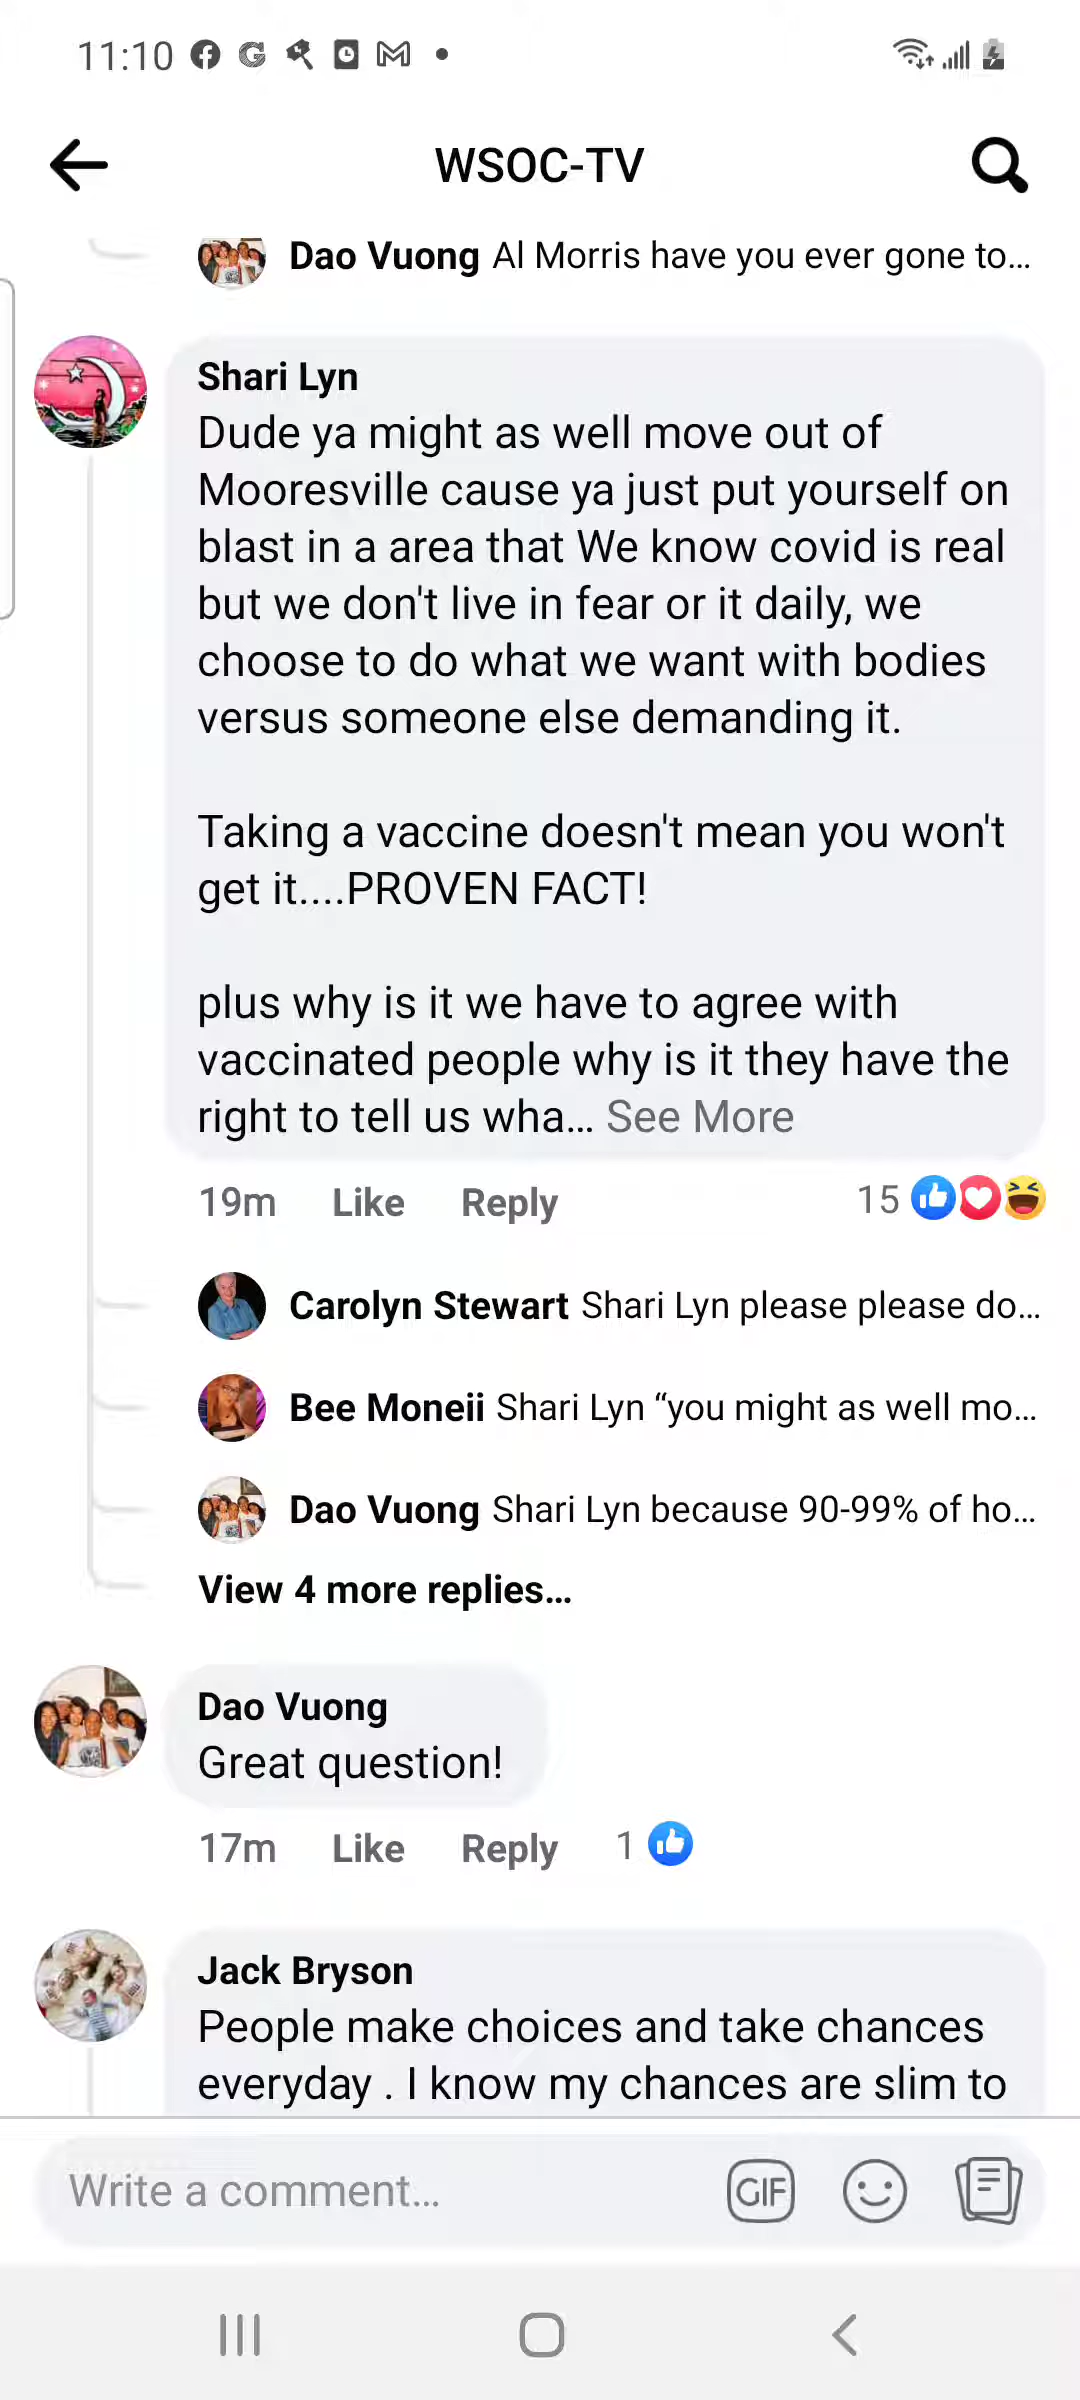 11:10
WSOC-TV
Dao Vuong Al Morris have you ever gone to...
Shari Lyn
Dude ya might as well move out of
Mooresville cause ya just put yourself on
blast in a area that We know covid is real
but we don't live in fear or it daily, we
choose to do what we want with bodies
versus someone else demanding it.
Taking a vaccine doesn't mean you won't
get it....PROVEN FACT!
plus why is it we have to agree with
vaccinated people why is it they have the
right to tell us wha... See More
19m Like Reply 15
Carolyn Stewart Shari Lyn please please do...
Bee Moneii Shari Lyn “you might as well mo...
Dao Vuong Shari Lyn because 90-99% of ho...
View 4 more replies...
Dao Vuong
Great question!
17m Like Reply 1
Jack Bryson
People make choices and take chances
everyday . I know my chances are slim to
Write a comment...
GIF